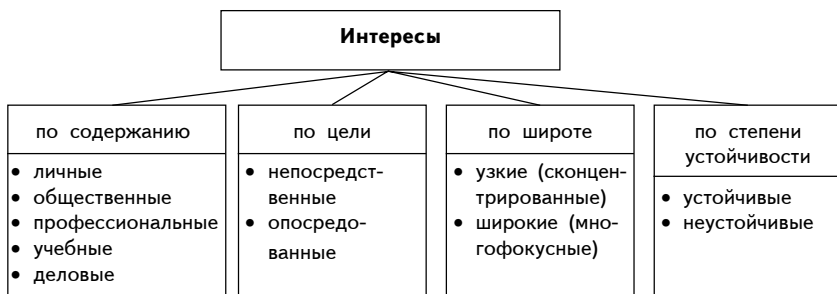 Интересы
по содержанию
• личные
• общественные
• профессиональные
• учебные
• деловые
по цели
• непосредст-
венные
• опосредо-
ванные
по широте
• узкие (сконцен-
трированные)
• широкие (мно-
гофокусные)
по степени
устойчивости
• устойчивые
• неустойчивые